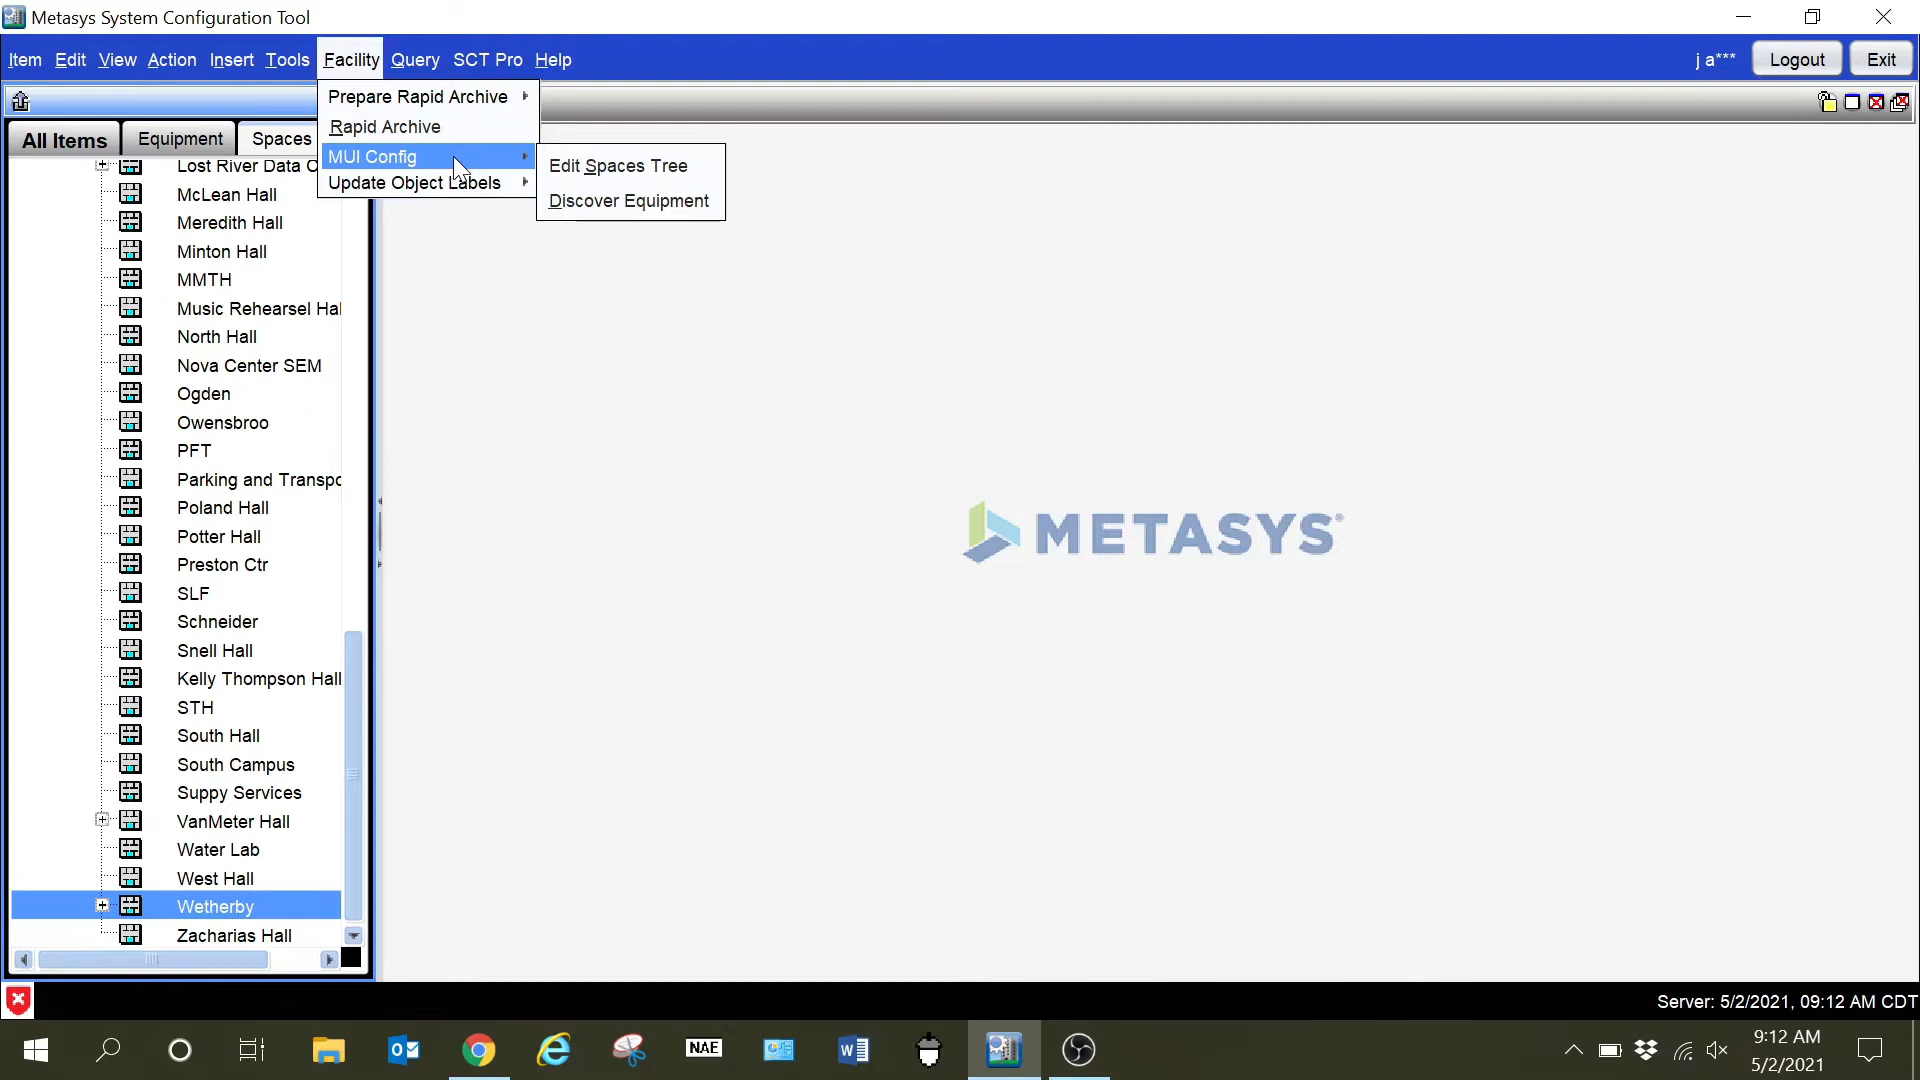 Metasys System Configuration Tool
Item Edit View Action Insert Tools Facility Query SCT Pro Help
j a*** Logout Exit
Prepare Rapid Archive
Rapid Archive
MUI Config
Update Object Labels
Edit Spaces Tree
Discover Equipment
All Items Equipment Spaces
Lost River Data C
McLean Hall
Meredith Hall
Minton Hall
MMTH
Music Rehearsel Hal
North Hall
Nova Center SEM
Ogden
Owensbroo
PFT
Parking and Transpo
Poland Hall
Potter Hall
Preston Ctr
SLF
Schneider
Snell Hall
Kelly Thompson Hall
STH
South Hall
South Campus
Suppy Services
VanMeter Hall
Water Lab
West Hall
Wetherby
Zacharias Hall
METASYS®
Server: 5/2/2021, 09:12 AM CDT
NAE
9:12 AM
5/2/2021